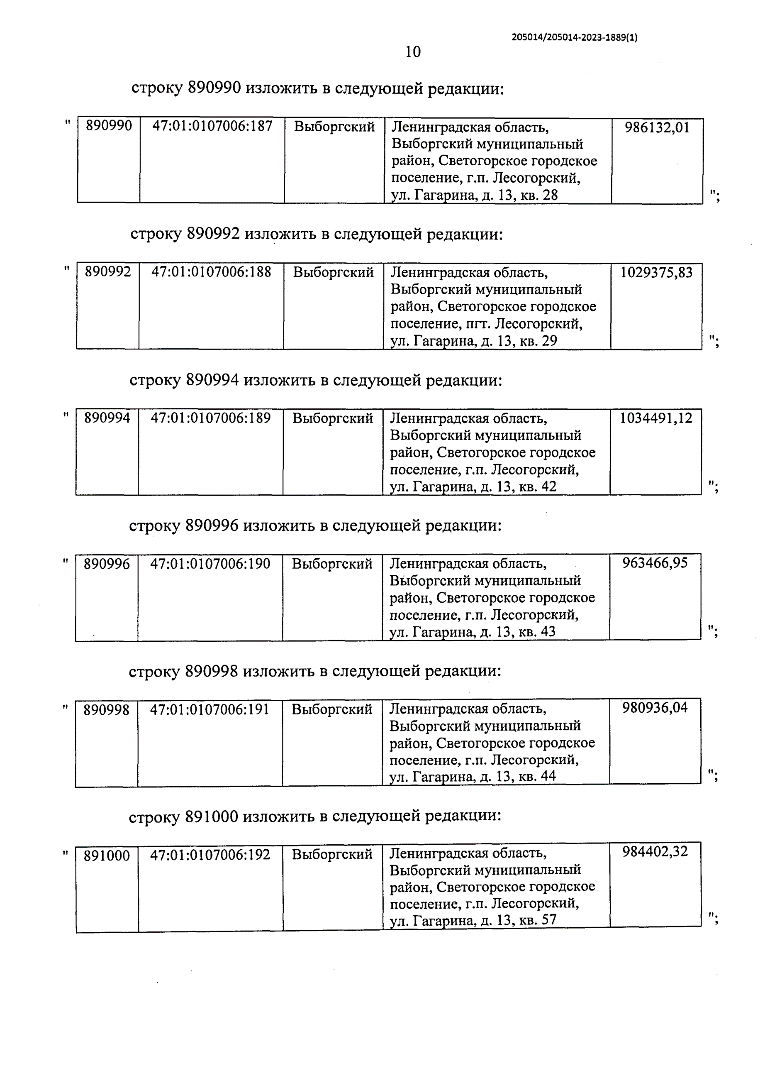 205014/205014-2023-1889(1)
10
строку 890990 изложить в следующей редакции:
" 890990 47:01:0107006:187 Выборгский Ленинградская область, 986132,01
Выборгский муниципальный
район, Светогорское городское
поселение, г.п. Лесогорский,
ул. Гагарина, д. 13, кв. 28 ";
строку 890992 изложить в следующей редакции:
" 890992 47:01:0107006:188 Выборгский Ленинградская область, 1029375,83
Выборгский муниципальный
район, Светогорское городское
поселение, пгт. Лесогорский,
ул. Гагарина, д. 13, кв. 29 ";
строку 890994 изложить в следующей редакции:
" 890994 47:01:0107006:189 Выборгский Ленинградская область, 1034491,12
Выборгский муниципальный
район, Светогорское городское
поселение, г.п. Лесогорский,
ул. Гагарина, д. 13, кв. 42 ";
строку 890996 изложить в следующей редакции:
" 890996 47:01:0107006:190 Выборгский Ленинградская область, 963466,95
Выборгский муниципальный
район, Светогорское городское
поселение, г.п. Лесогорский,
ул. Гагарина, д. 13, кв. 43 ";
строку 890998 изложить в следующей редакции:
" 890998 47:01:0107006:191 Выборгский Ленинградская область, 980936,04
Выборгский муниципальный
район, Светогорское городское
поселение, г.п. Лесогорский,
ул. Гагарина, д. 13, кв. 44 ";
строку 891000 изложить в следующей редакции:
" 891000 47:01:0107006:192 Выборгский Ленинградская область, 984402,32
Выборгский муниципальный
район, Светогорское городское
поселение, г.п. Лесогорский,
ул. Гагарина, д. 13, кв. 57 ";